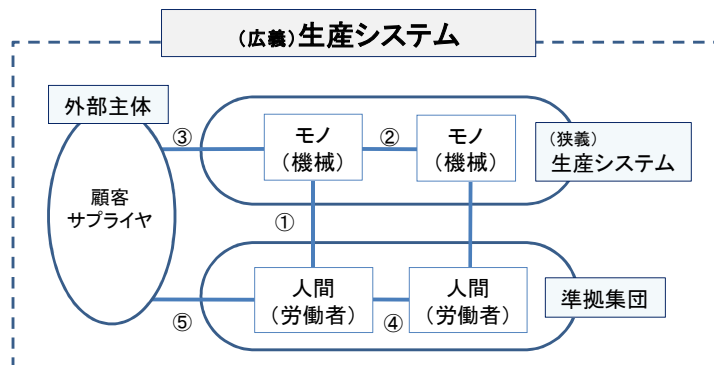 （広義）生産システム
外部主体
顧客
サプライヤ
③
モノ
（機械）
②
モノ
（機械）
（狭義）
生産システム
①
人間
（労働者）
④
人間
（労働者）
準拠集団
⑤